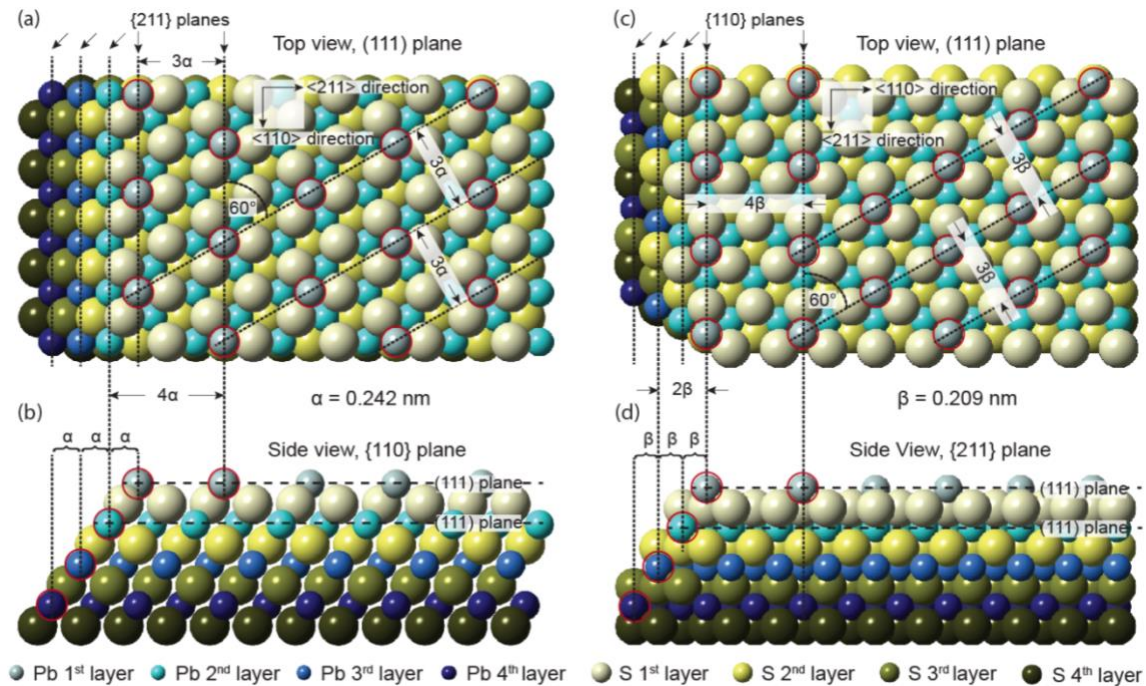 (a)
{211} planes
Top view, (111) plane
3α
<211> direction
<110> direction
60°
3α
3α
4α
α = 0.242 nm
(b)
α α α
Side view, {110} plane
(111) plane
(111) plane
(c)
{110} planes
Top view, (111) plane
<110> direction
<211> direction
3β
4β
3β
60°
2β
β = 0.209 nm
(d)
β β β
Side View, {211} plane
(111) plane
(111) plane
Pb 1st layer Pb 2nd layer Pb 3rd layer Pb 4th layer S 1st layer S 2nd layer S 3rd layer S 4th layer